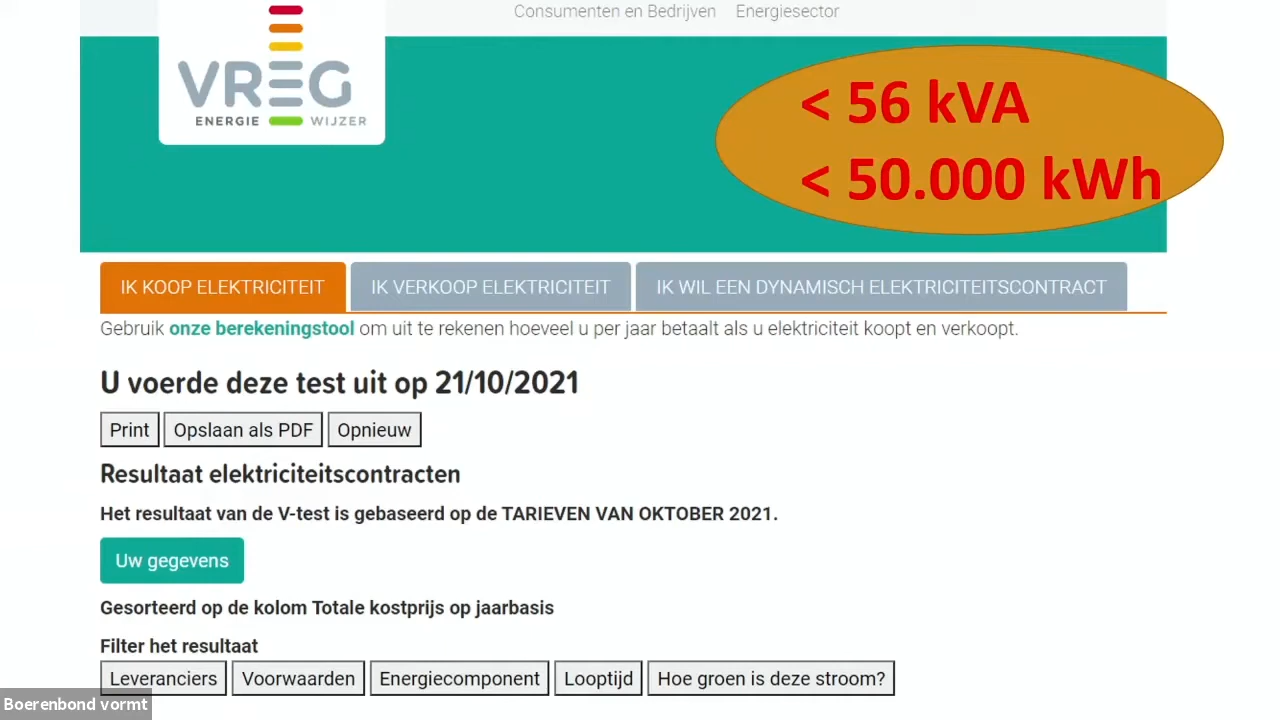 Consumenten en Bedrijven Energiesector
VREG
ENERGIE WIJZER
< 56 kVA
< 50.000 kWh
IK KOOP ELEKTRICITEIT IK VERKOOP ELEKTRICITEIT IK WIL EEN DYNAMISCH ELEKTRICITEITSCONTRACT
Gebruik onze berekeningstool om uit te rekenen hoeveel u per jaar betaalt als u elektriciteit koopt en verkoopt.
U voerde deze test uit op 21/10/2021
Print Opslaan als PDF Opnieuw
Resultaat elektriciteitscontracten
Het resultaat van de V-test is gebaseerd op de TARIEVEN VAN OKTOBER 2021.
Uw gegevens
Gesorteerd op de kolom Totale kostprijs op jaarbasis
Filter het resultaat
Leveranciers Voorwaarden Energiecomponent Looptijd Hoe groen is deze stroom?
Boerenbond vormt